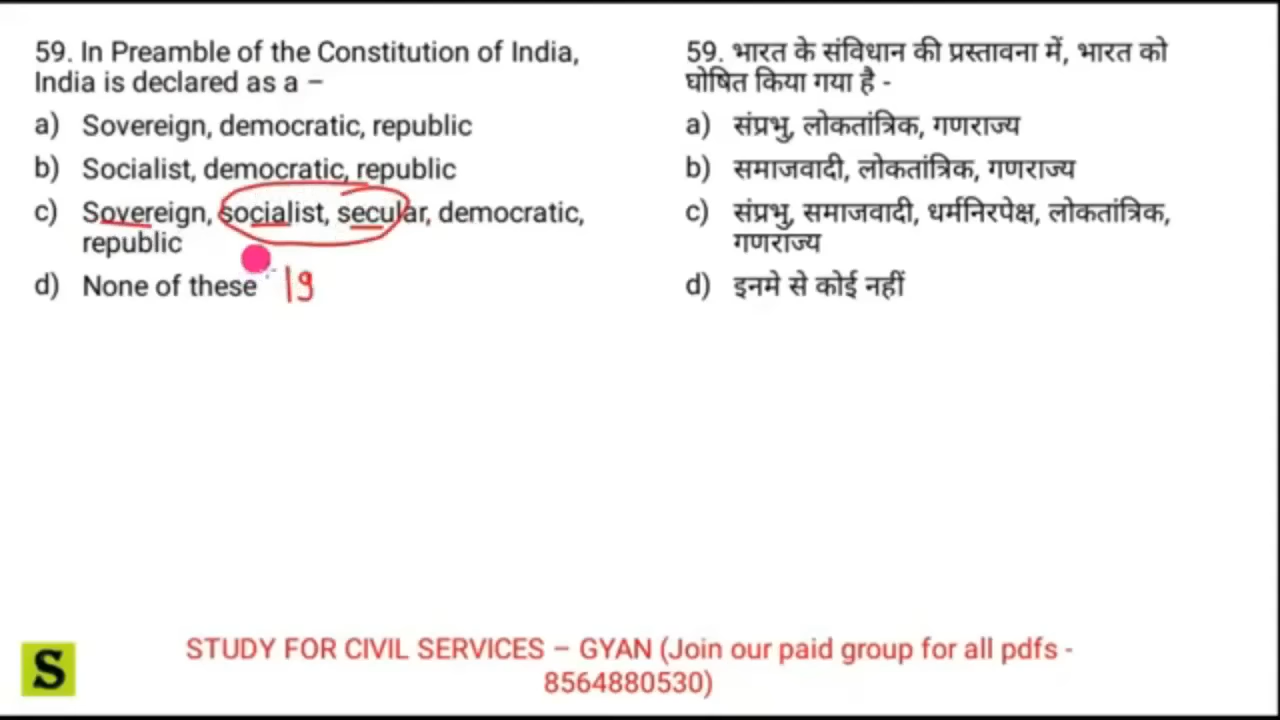 59. In Preamble of the Constitution of India,
India is declared as a –
a) Sovereign, democratic, republic
b) Socialist, democratic, republic
c) Sovereign, socialist, secular, democratic,
republic
d) None of these
19
59. भारत के संविधान की प्रस्तावना में, भारत को
घोषित किया गया है -
a) संप्रभु, लोकतांत्रिक, गणराज्य
b) समाजवादी, लोकतांत्रिक, गणराज्य
c) संप्रभु, समाजवादी, धर्मनिरपेक्ष, लोकतांत्रिक,
गणराज्य
d) इनमे से कोई नहीं
S
STUDY FOR CIVIL SERVICES – GYAN (Join our paid group for all pdfs -
8564880530)